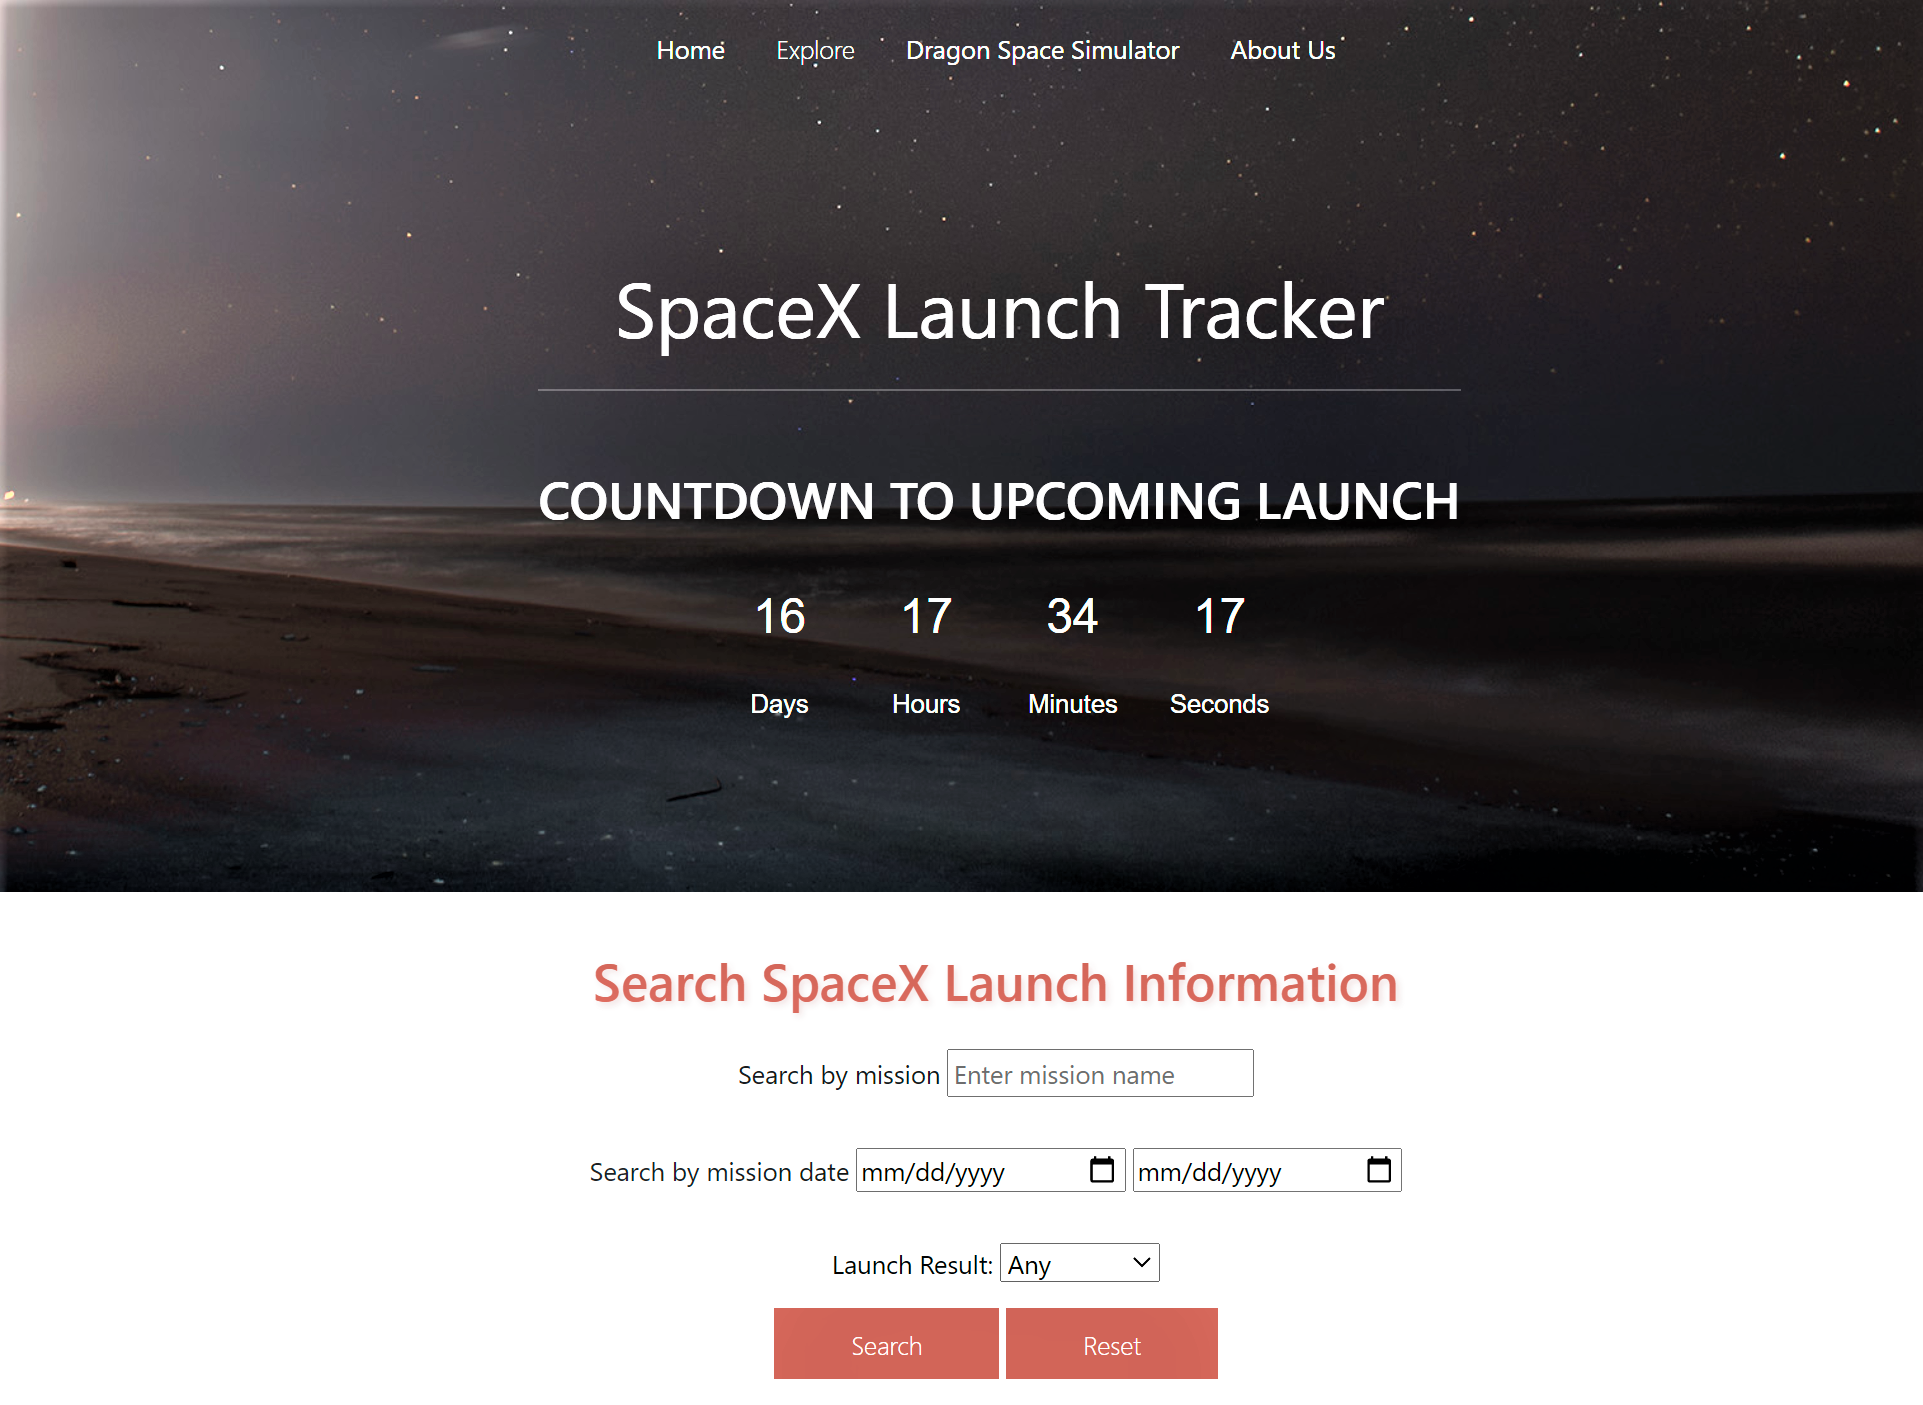 Home Explore Dragon Space Simulator About Us
SpaceX Launch Tracker
COUNTDOWN TO UPCOMING LAUNCH
16 17 34 17
Days Hours Minutes Seconds
Search SpaceX Launch Information
Search by mission Enter mission name
Search by mission date mm/dd/yyyy mm/dd/yyyy
Launch Result: Any
Search Reset